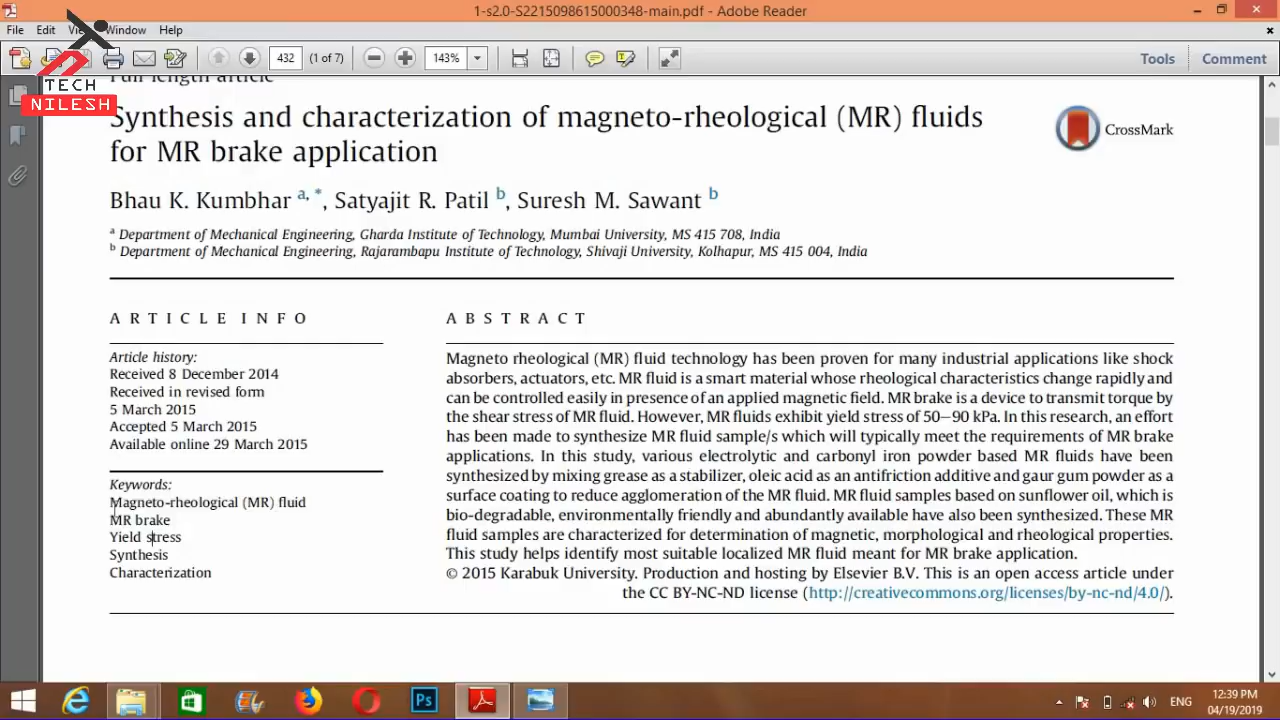 1-s2.0-S2215098615000348-main.pdf - Adobe Reader
File Edit Window Help
432 (1 of 7) 143% Tools Comment
TECH
NILESH
Full length article
Synthesis and characterization of magneto-rheological (MR) fluids
for MR brake application
CrossMark
Bhau K. Kumbhar a, *, Satyajit R. Patil b, Suresh M. Sawant b
a Department of Mechanical Engineering, Gharda Institute of Technology, Mumbai University, MS 415 708, India
b Department of Mechanical Engineering, Rajarambapu Institute of Technology, Shivaji University, Kolhapur, MS 415 004, India
ARTICLE INFO
Article history:
Received 8 December 2014
Received in revised form
5 March 2015
Accepted 5 March 2015
Available online 29 March 2015
Keywords:
Magneto-rheological (MR) fluid
MR brake
Yield stress
Synthesis
Characterization
ABSTRACT
Magneto rheological (MR) fluid technology has been proven for many industrial applications like shock
absorbers, actuators, etc. MR fluid is a smart material whose rheological characteristics change rapidly and
can be controlled easily in presence of an applied magnetic field. MR brake is a device to transmit torque by
the shear stress of MR fluid. However, MR fluids exhibit yield stress of 50–90 kPa. In this research, an effort
has been made to synthesize MR fluid sample/s which will typically meet the requirements of MR brake
applications. In this study, various electrolytic and carbonyl iron powder based MR fluids have been
synthesized by mixing grease as a stabilizer, oleic acid as an antifriction additive and gaur gum powder as a
surface coating to reduce agglomeration of the MR fluid. MR fluid samples based on sunflower oil, which is
bio-degradable, environmentally friendly and abundantly available have also been synthesized. These MR
fluid samples are characterized for determination of magnetic, morphological and rheological properties.
This study helps identify most suitable localized MR fluid meant for MR brake application.
© 2015 Karabuk University. Production and hosting by Elsevier B.V. This is an open access article under
the CC BY-NC-ND license (http://creativecommons.org/licenses/by-nc-nd/4.0/).
Ps
ENG
12:39 PM
04/19/2019